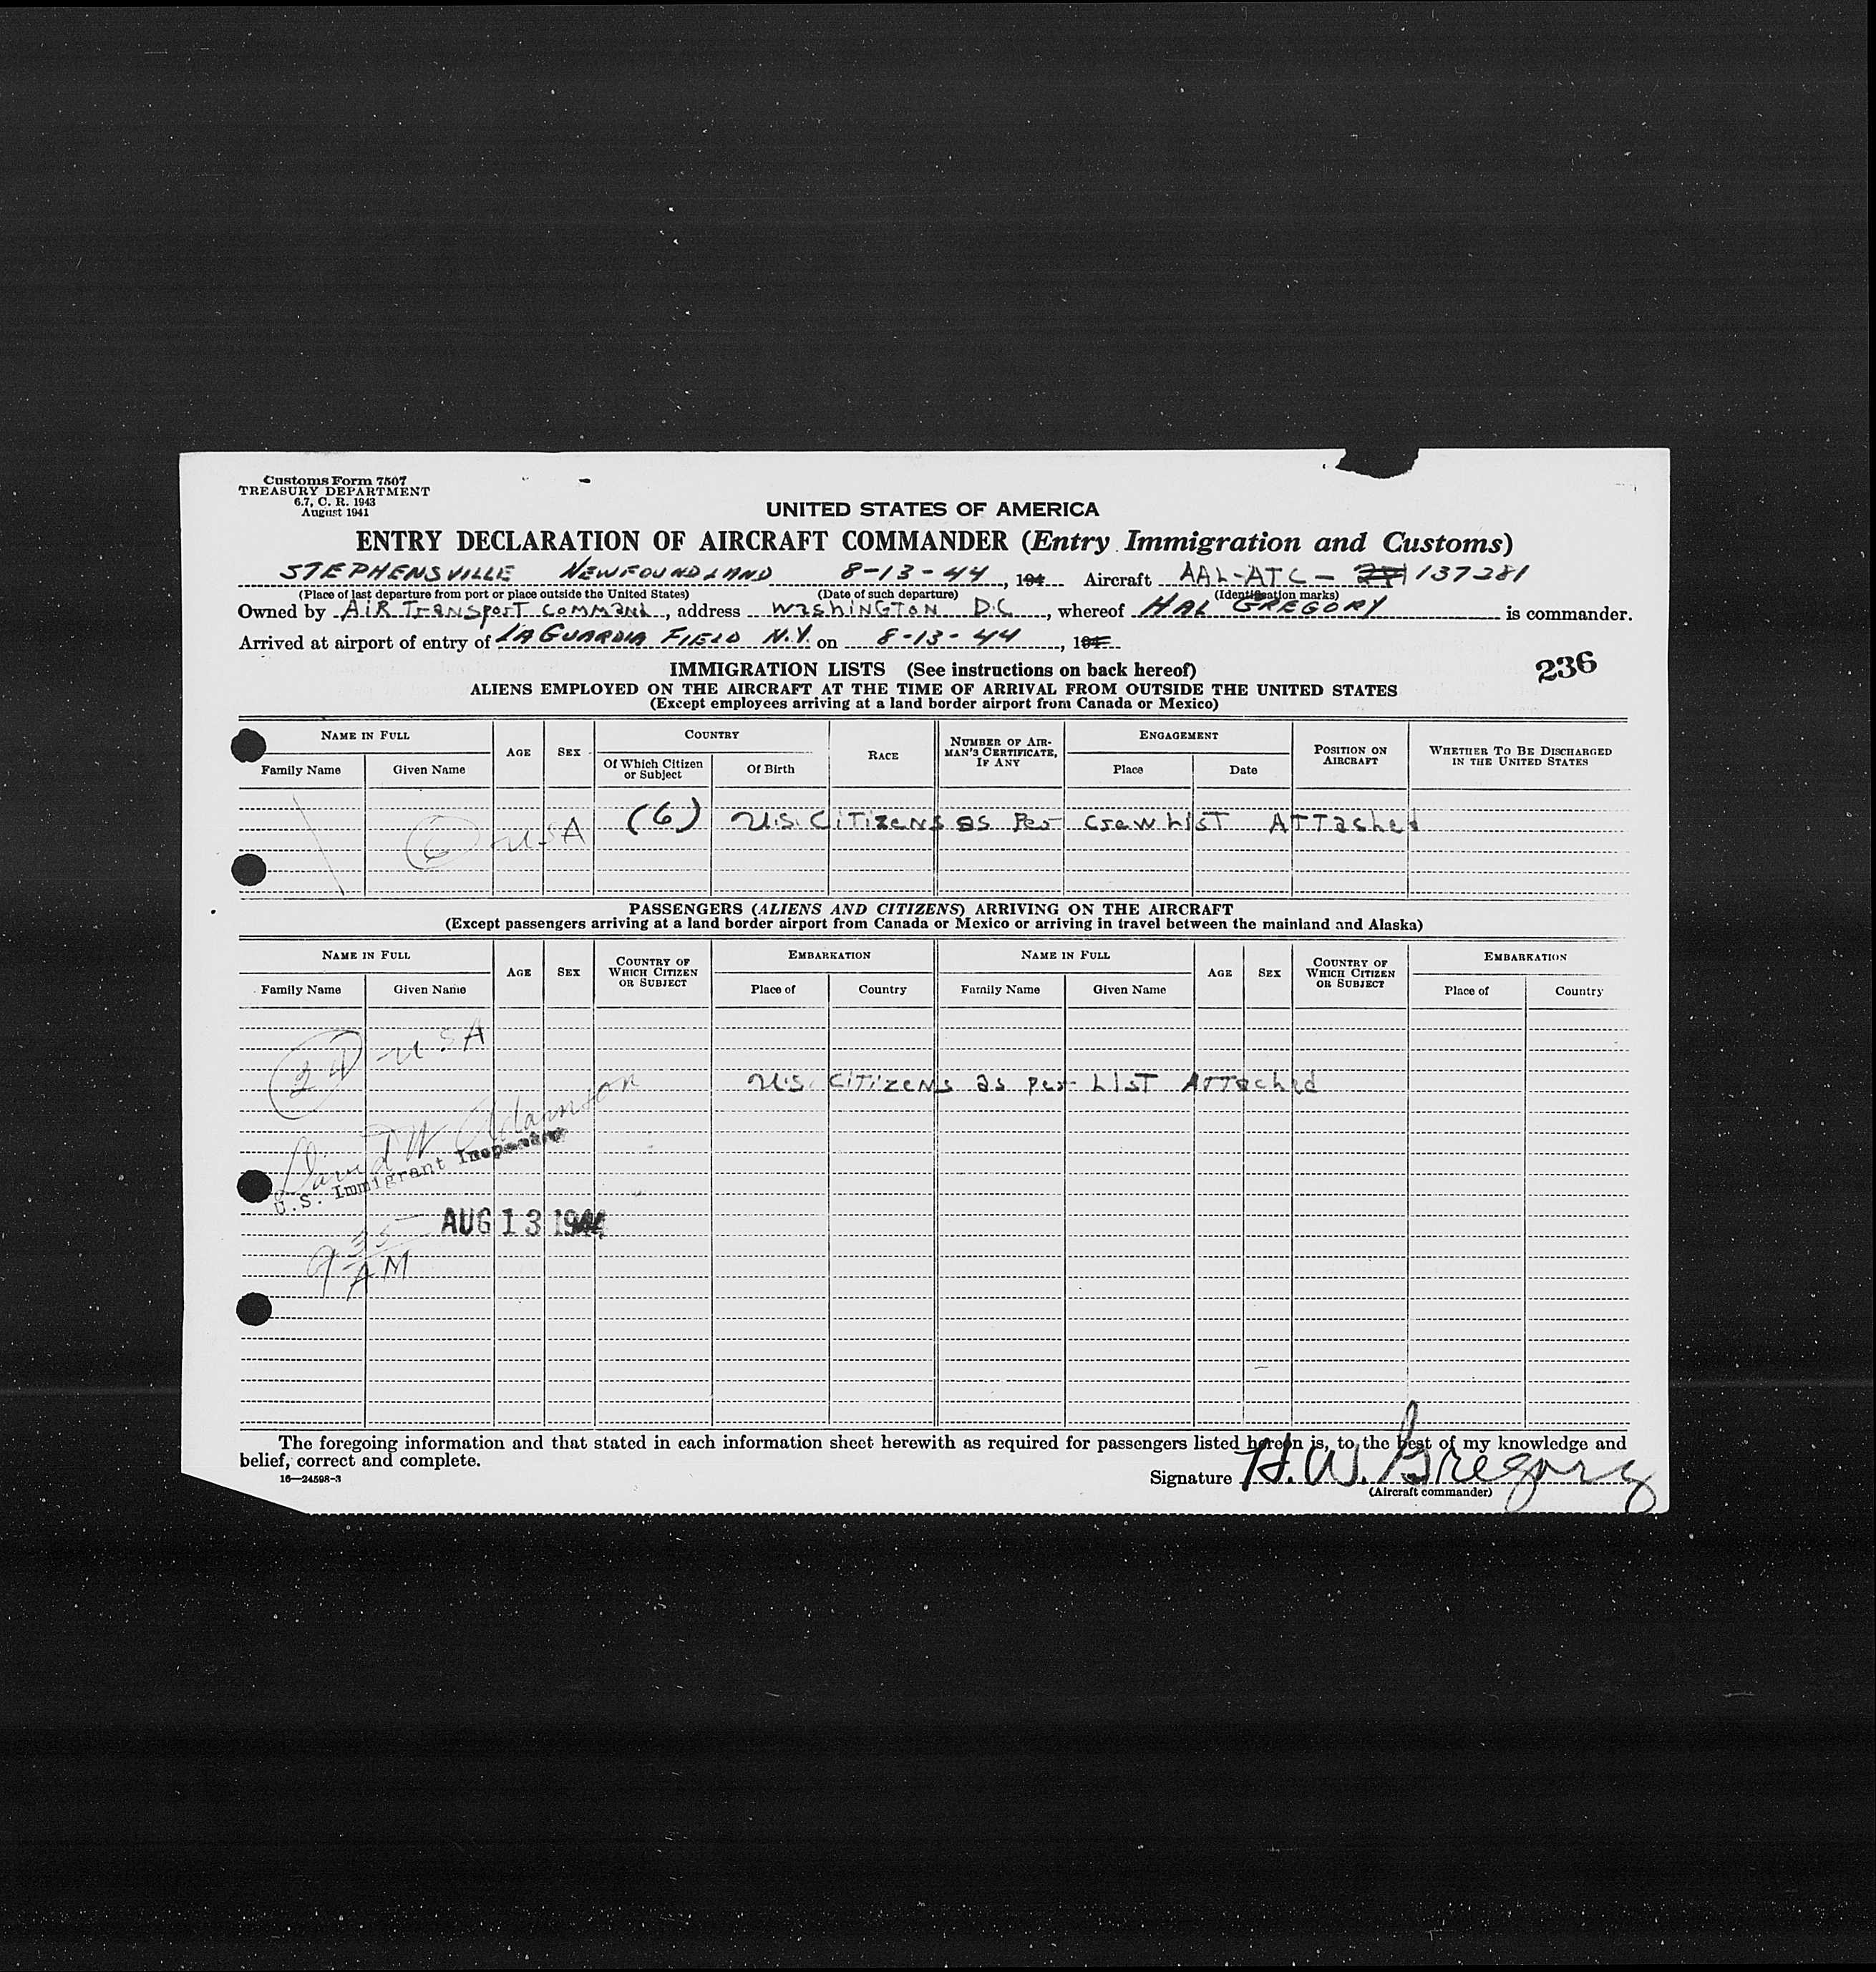 Customs Form 7507
TREASURY DEPARTMENT
6.7, C. R. 1943
August 1941
UNITED STATES OF AMERICA
ENTRY DECLARATION OF AIRCRAFT COMMANDER (Entry Immigration and Customs)
STEPHENSVILLE NEWFOUNDLAND 8-13-44, 194 Aircraft AAL-ATC- 137281
(Place of last departure from port or place outside the United States) (Date of such departure) (Identification marks)
Owned by AIR TRANSPORT COMMAND, address WASHINGTON D.C., whereof HAL GREGORY is commander.
Arrived at airport of entry of LA GUARDIA FIELD N.Y. on 8-13-44, 194
IMMIGRATION LISTS (See instructions on back hereof)
236
ALIENS EMPLOYED ON THE AIRCRAFT AT THE TIME OF ARRIVAL FROM OUTSIDE THE UNITED STATES
(Except employees arriving at a land border airport from Canada or Mexico)
NAME IN FULL AGE SEX COUNTRY RACE NUMBER OF AIRMAN'S CERTIFICATE, IF ANY ENGAGEMENT POSITION ON AIRCRAFT WHETHER TO BE DISCHARGED IN THE UNITED STATES
Family Name Given Name Of Which Citizen or Subject Of Birth Place Date
(6) U.S. Citizens as Per Crew List Attached
6 USA
PASSENGERS (ALIENS AND CITIZENS) ARRIVING ON THE AIRCRAFT
(Except passengers arriving at a land border airport from Canada or Mexico or arriving in travel between the mainland and Alaska)
NAME IN FULL AGE SEX COUNTRY OF WHICH CITIZEN OR SUBJECT EMBARKATION NAME IN FULL AGE SEX COUNTRY OF WHICH CITIZEN OR SUBJECT EMBARKATION
Family Name Given Name Place of Country Family Name Given Name Place of Country
24 - USA
U.S. Citizens as per List Attached
David W Adamson
U.S. Immigrant Inspector
AUG 13 1944
9 35 AM
The foregoing information and that stated in each information sheet herewith as required for passengers listed hereon is, to the best of my knowledge and
belief, correct and complete.
16—24598-3
Signature H. W. Gregory
(Aircraft commander)